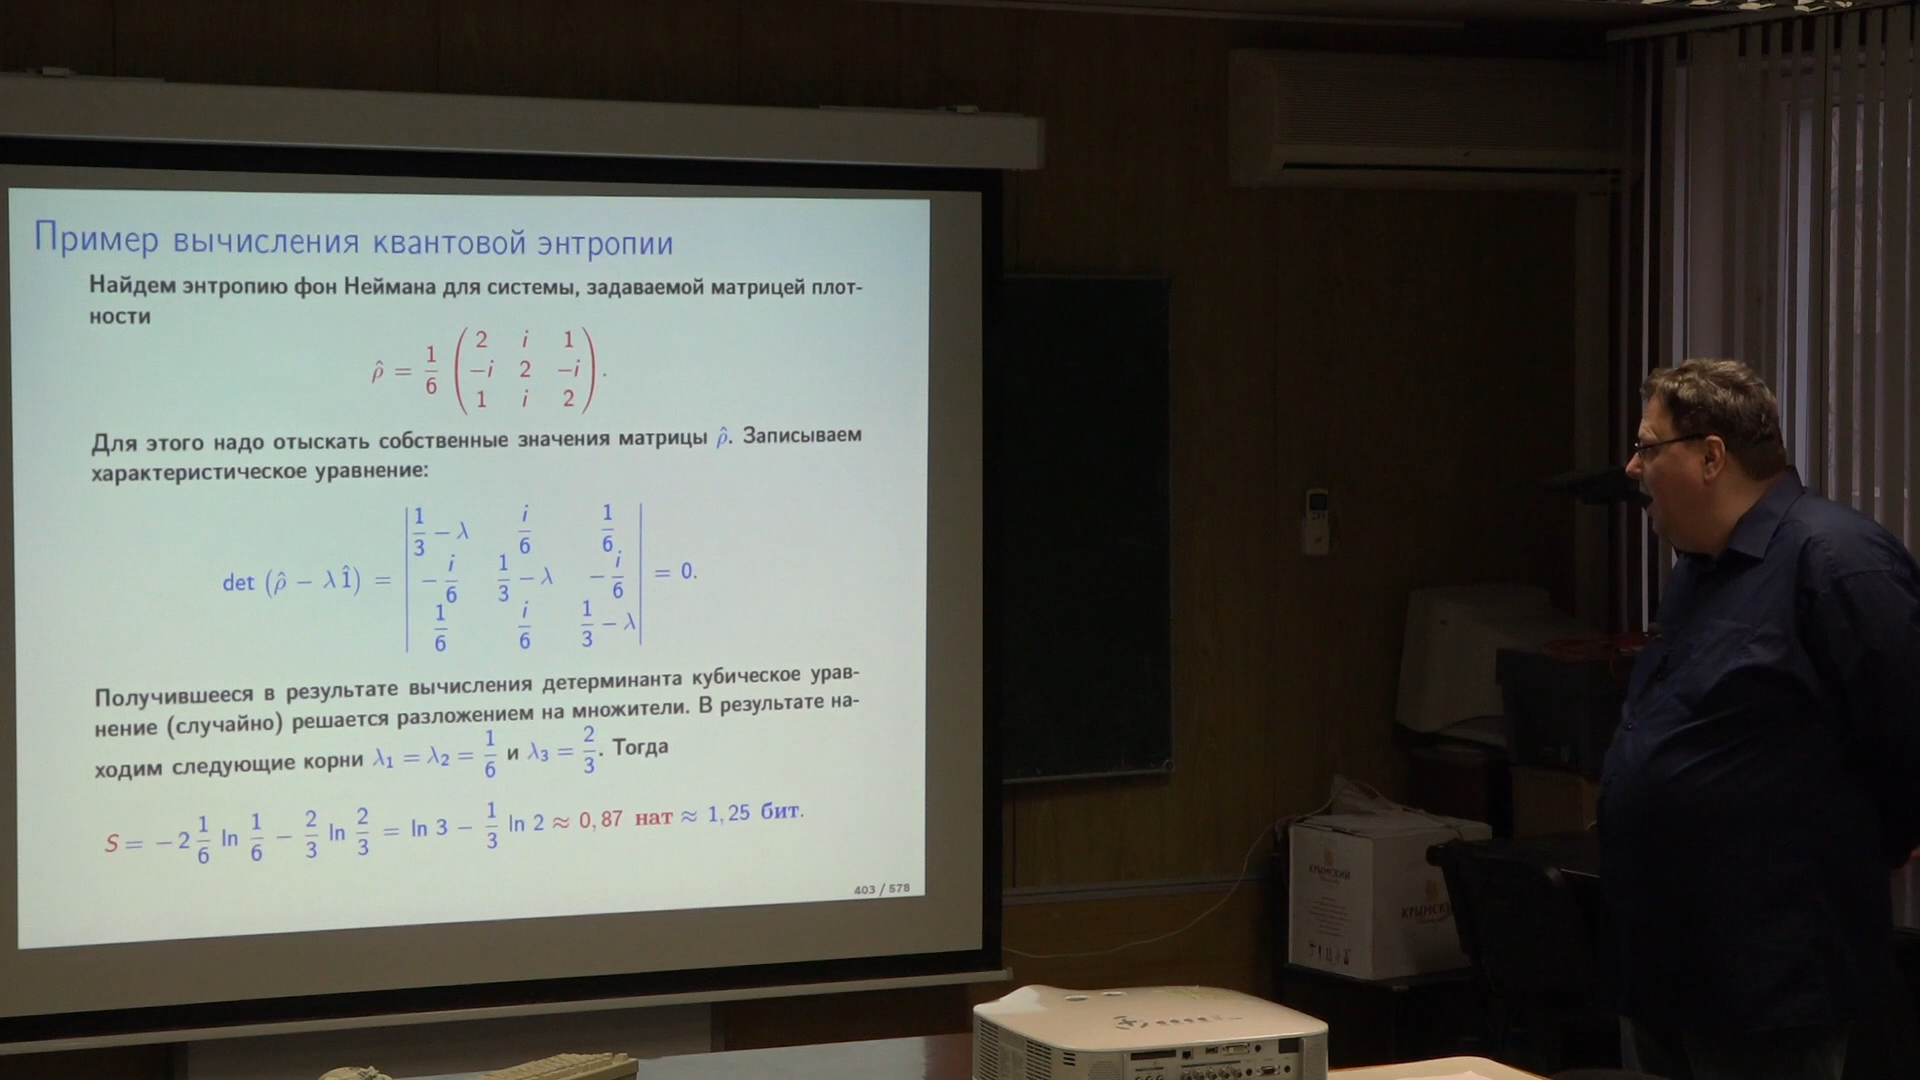 Пример вычисления квантовой энтропии
Найдем энтропию фон Неймана для системы, задаваемой матрицей плот-
ности
ρ̂ = 1/6 (2 i 1; −i 2 −i; 1 i 2).
Для этого надо отыскать собственные значения матрицы ρ̂. Записываем
характеристическое уравнение:
det (ρ̂ − λ 1̂) = |1/3 − λ i/6 1/6; −i/6 1/3 − λ −i/6; 1/6 i/6 1/3 − λ| = 0.
Получившееся в результате вычисления детерминанта кубическое урав-
нение (случайно) решается разложением на множители. В результате на-
ходим следующие корни λ₁ = λ₂ = 1/6 и λ₃ = 2/3. Тогда
S = −2 1/6 ln 1/6 − 2/3 ln 2/3 = ln 3 − 1/3 ln 2 ≈ 0,87 нат ≈ 1,25 бит.
403 / 578
КРЫМСКИЙ